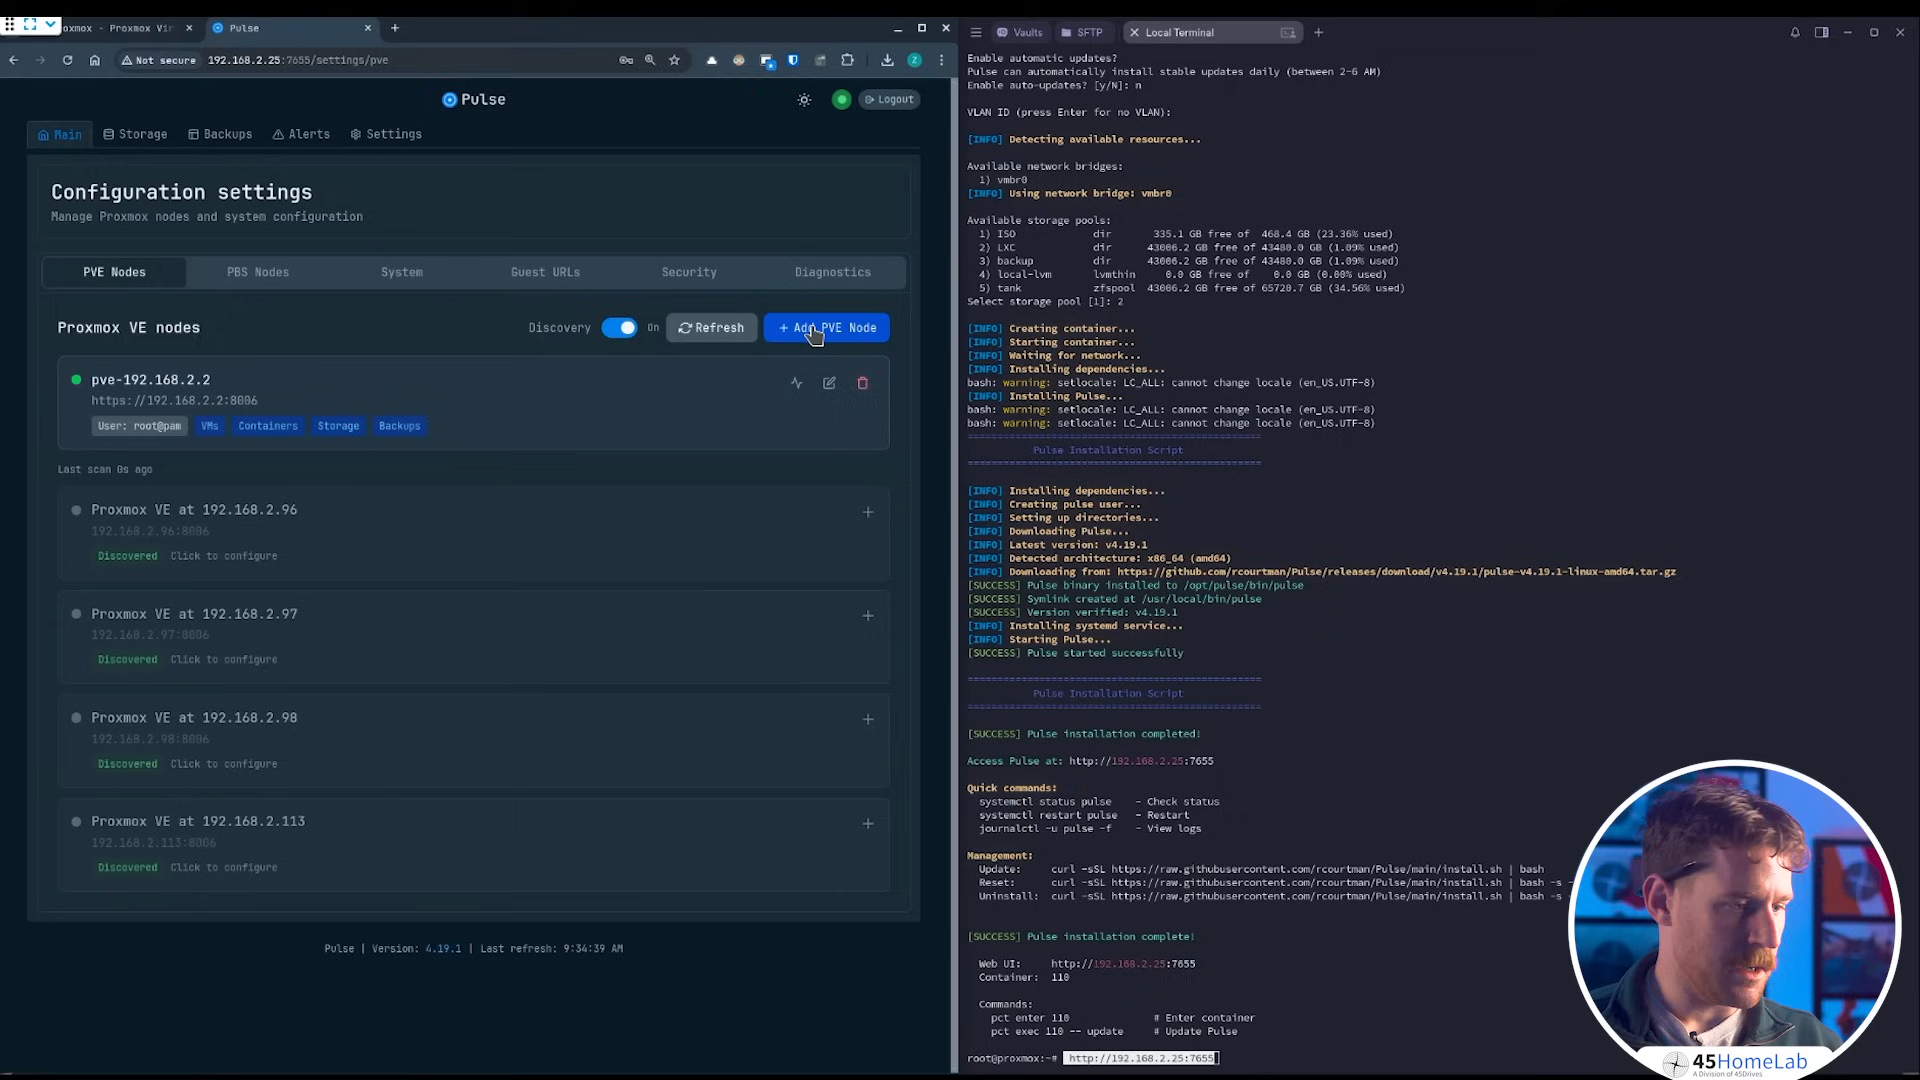 oxmox - Proxmox Vir
Pulse
Not secure 192.168.2.25:7655/settings/pve
Z
Pulse
Logout
Main Storage Backups Alerts Settings
Configuration settings
Manage Proxmox nodes and system configuration
PVE Nodes PBS Nodes System Guest URLs Security Diagnostics
Proxmox VE nodes Discovery On Refresh + Add PVE Node
pve-192.168.2.2
https://192.168.2.2:8006
User: root@pam VMs Containers Storage Backups
Last scan 0s ago
Proxmox VE at 192.168.2.96
192.168.2.96:8006
Discovered Click to configure
Proxmox VE at 192.168.2.97
192.168.2.97:8006
Discovered Click to configure
Proxmox VE at 192.168.2.98
192.168.2.98:8006
Discovered Click to configure
Proxmox VE at 192.168.2.113
192.168.2.113:8006
Discovered Click to configure
Pulse | Version: 4.19.1 | Last refresh: 9:34:39 AM
Vaults SFTP Local Terminal
Enable automatic updates?
Pulse can automatically install stable updates daily (between 2-6 AM)
Enable auto-updates? [y/N]: n
VLAN ID (press Enter for no VLAN):
[INFO] Detecting available resources...
Available network bridges:
1) vmbr0
[INFO] Using network bridge: vmbr0
Available storage pools:
1) ISO dir 335.1 GB free of 468.4 GB (23.36% used)
2) LXC dir 43006.2 GB free of 43480.0 GB (1.09% used)
3) backup dir 43006.2 GB free of 43480.0 GB (1.09% used)
4) local-lvm lvmthin 0.0 GB free of 0.0 GB (0.00% used)
5) tank zfspool 43006.2 GB free of 65720.7 GB (34.56% used)
Select storage pool [1]: 2
[INFO] Creating container...
[INFO] Starting container...
[INFO] Waiting for network...
[INFO] Installing dependencies...
bash: warning: setlocale: LC_ALL: cannot change locale (en_US.UTF-8)
[INFO] Installing Pulse...
bash: warning: setlocale: LC_ALL: cannot change locale (en_US.UTF-8)
bash: warning: setlocale: LC_ALL: cannot change locale (en_US.UTF-8)
Pulse Installation Script
[INFO] Installing dependencies...
[INFO] Creating pulse user...
[INFO] Setting up directories...
[INFO] Downloading Pulse...
[INFO] Latest version: v4.19.1
[INFO] Detected architecture: x86_64 (amd64)
[INFO] Downloading from: https://github.com/rcourtman/Pulse/releases/download/v4.19.1/pulse-v4.19.1-linux-amd64.tar.gz
[SUCCESS] Pulse binary installed to /opt/pulse/bin/pulse
[SUCCESS] Symlink created at /usr/local/bin/pulse
[SUCCESS] Version verified: v4.19.1
[INFO] Installing systemd service...
[INFO] Starting Pulse...
[SUCCESS] Pulse started successfully
Pulse Installation Script
[SUCCESS] Pulse installation completed!
Access Pulse at: http://192.168.2.25:7655
Quick commands:
systemctl status pulse - Check status
systemctl restart pulse - Restart
journalctl -u pulse -f - View logs
Management:
Update: curl -sSL https://raw.githubusercontent.com/rcourtman/Pulse/main/install.sh | bash
Reset: curl -sSL https://raw.githubusercontent.com/rcourtman/Pulse/main/install.sh | bash -s -
Uninstall: curl -sSL https://raw.githubusercontent.com/rcourtman/Pulse/main/install.sh | bash -s
[SUCCESS] Pulse installation complete!
Web UI: http://192.168.2.25:7655
Container: 110
Commands:
pct enter 110 # Enter container
pct exec 110 -- update # Update Pulse
root@proxmox:~# http://192.168.2.25:7655
45HomeLab
A Division of 45Drives